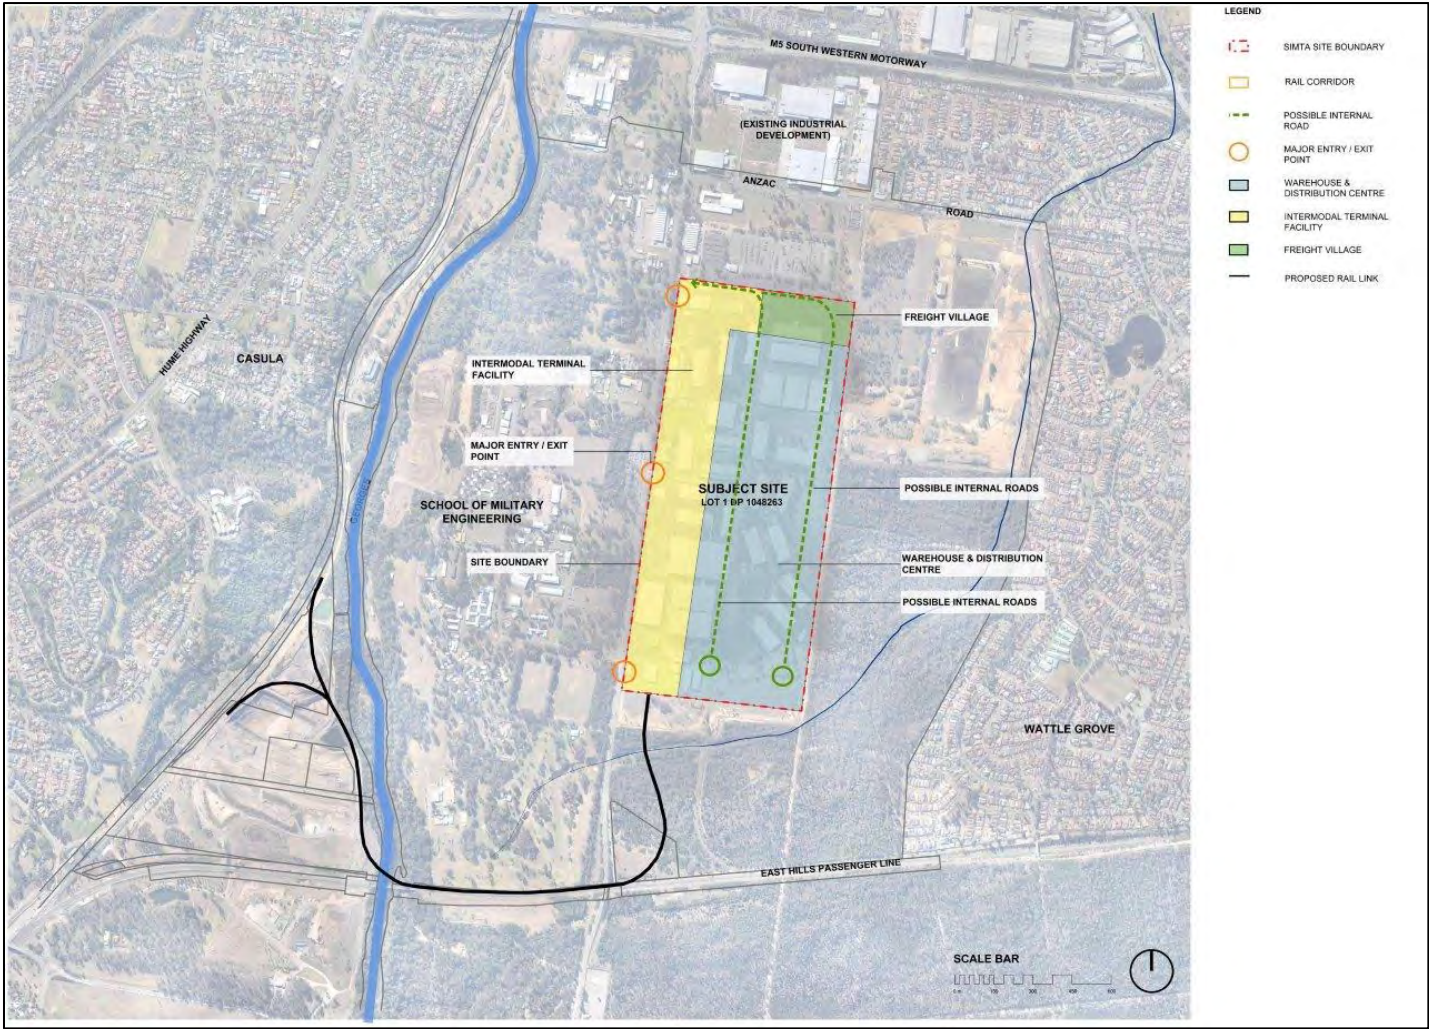 LEGEND
SIMTA SITE BOUNDARY
RAIL CORRIDOR
POSSIBLE INTERNAL
ROAD
MAJOR ENTRY / EXIT
POINT
WAREHOUSE &
DISTRIBUTION CENTRE
INTERMODAL TERMINAL
FACILITY
FREIGHT VILLAGE
PROPOSED RAIL LINK
M5 SOUTH WESTERN MOTORWAY
(EXISTING INDUSTRIAL
DEVELOPMENT)
ANZAC
ROAD
FREIGHT VILLAGE
HUME HIGHWAY
CASULA
INTERMODAL TERMINAL
FACILITY
MAJOR ENTRY / EXIT
POINT
GEORGES
SCHOOL OF MILITARY
ENGINEERING
SUBJECT SITE
LOT 1 DP 1048263
POSSIBLE INTERNAL ROADS
SITE BOUNDARY
WAREHOUSE & DISTRIBUTION
CENTRE
POSSIBLE INTERNAL ROADS
WATTLE GROVE
EAST HILLS PASSENGER LINE
SCALE BAR